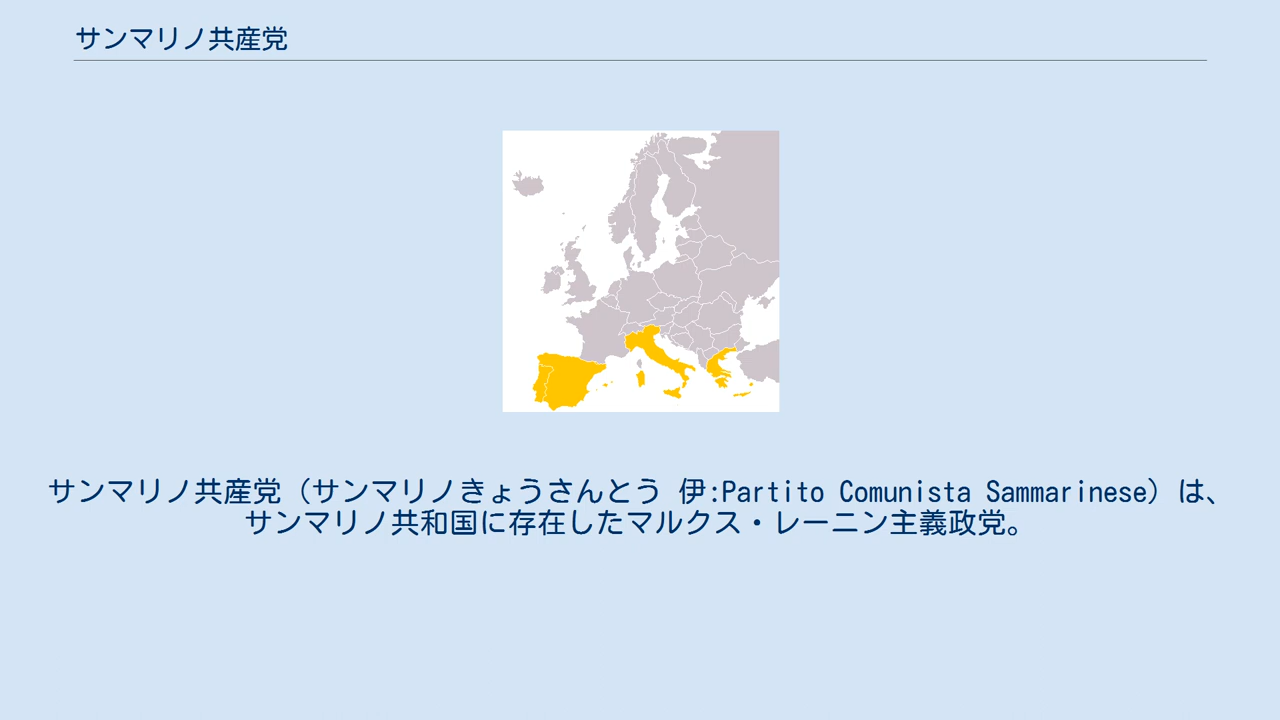 サンマリノ共産党
サンマリノ共産党（サンマリノきょうさんとう 伊:Partito Comunista Sammarinese）は、
サンマリノ共和国に存在したマルクス・レーニン主義政党。